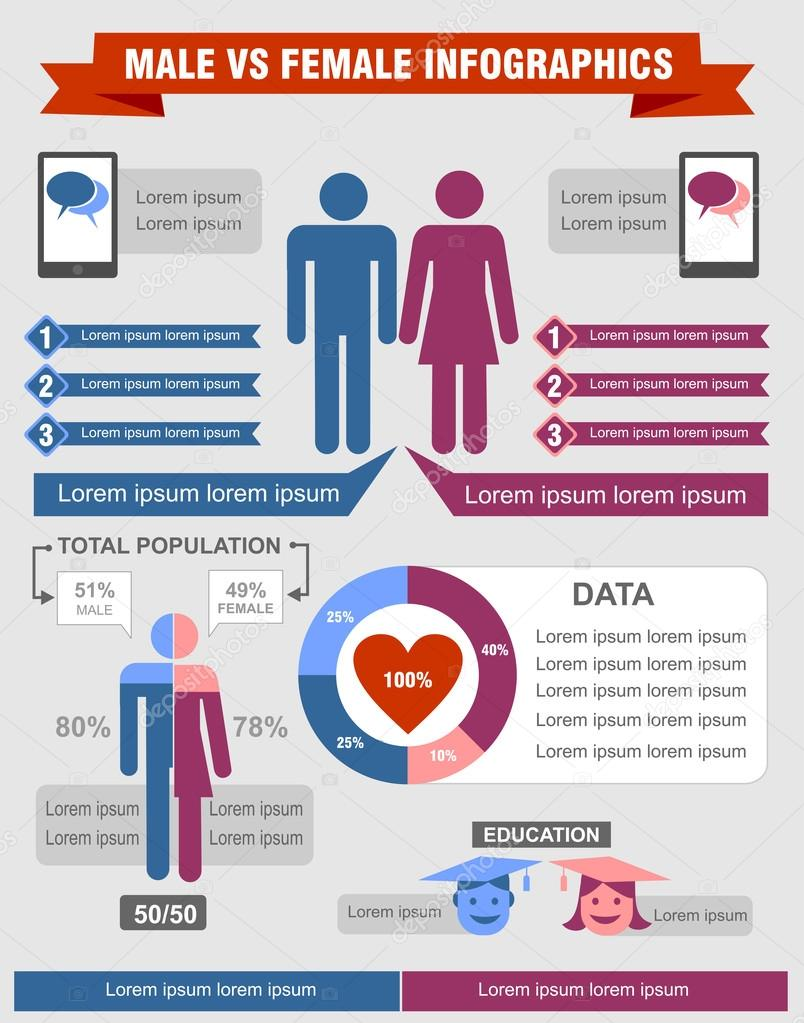 MALE VS FEMALE INFOGRAPHICS
Lorem ipsum
Lorem ipsum
Lorem ipsum
Lorem ipsum
1 Lorem ipsum lorem ipsum
2 Lorem ipsum lorem ipsum
3 Lorem ipsum lorem ipsum
1 Lorem ipsum lorem ipsum
2 Lorem ipsum lorem ipsum
3 Lorem ipsum lorem ipsum
Lorem ipsum lorem ipsum
Lorem ipsum lorem ipsum
TOTAL POPULATION
51%
MALE
49%
FEMALE
80%
78%
Lorem ipsum
Lorem ipsum
Lorem ipsum
Lorem ipsum
50/50
25%
40%
100%
25%
10%
DATA
Lorem ipsum lorem ipsum
Lorem ipsum lorem ipsum
Lorem ipsum lorem ipsum
Lorem ipsum lorem ipsum
Lorem ipsum lorem ipsum
EDUCATION
Lorem ipsum
Lorem ipsum
Lorem ipsum lorem ipsum
Lorem ipsum lorem ipsum
depositphotos